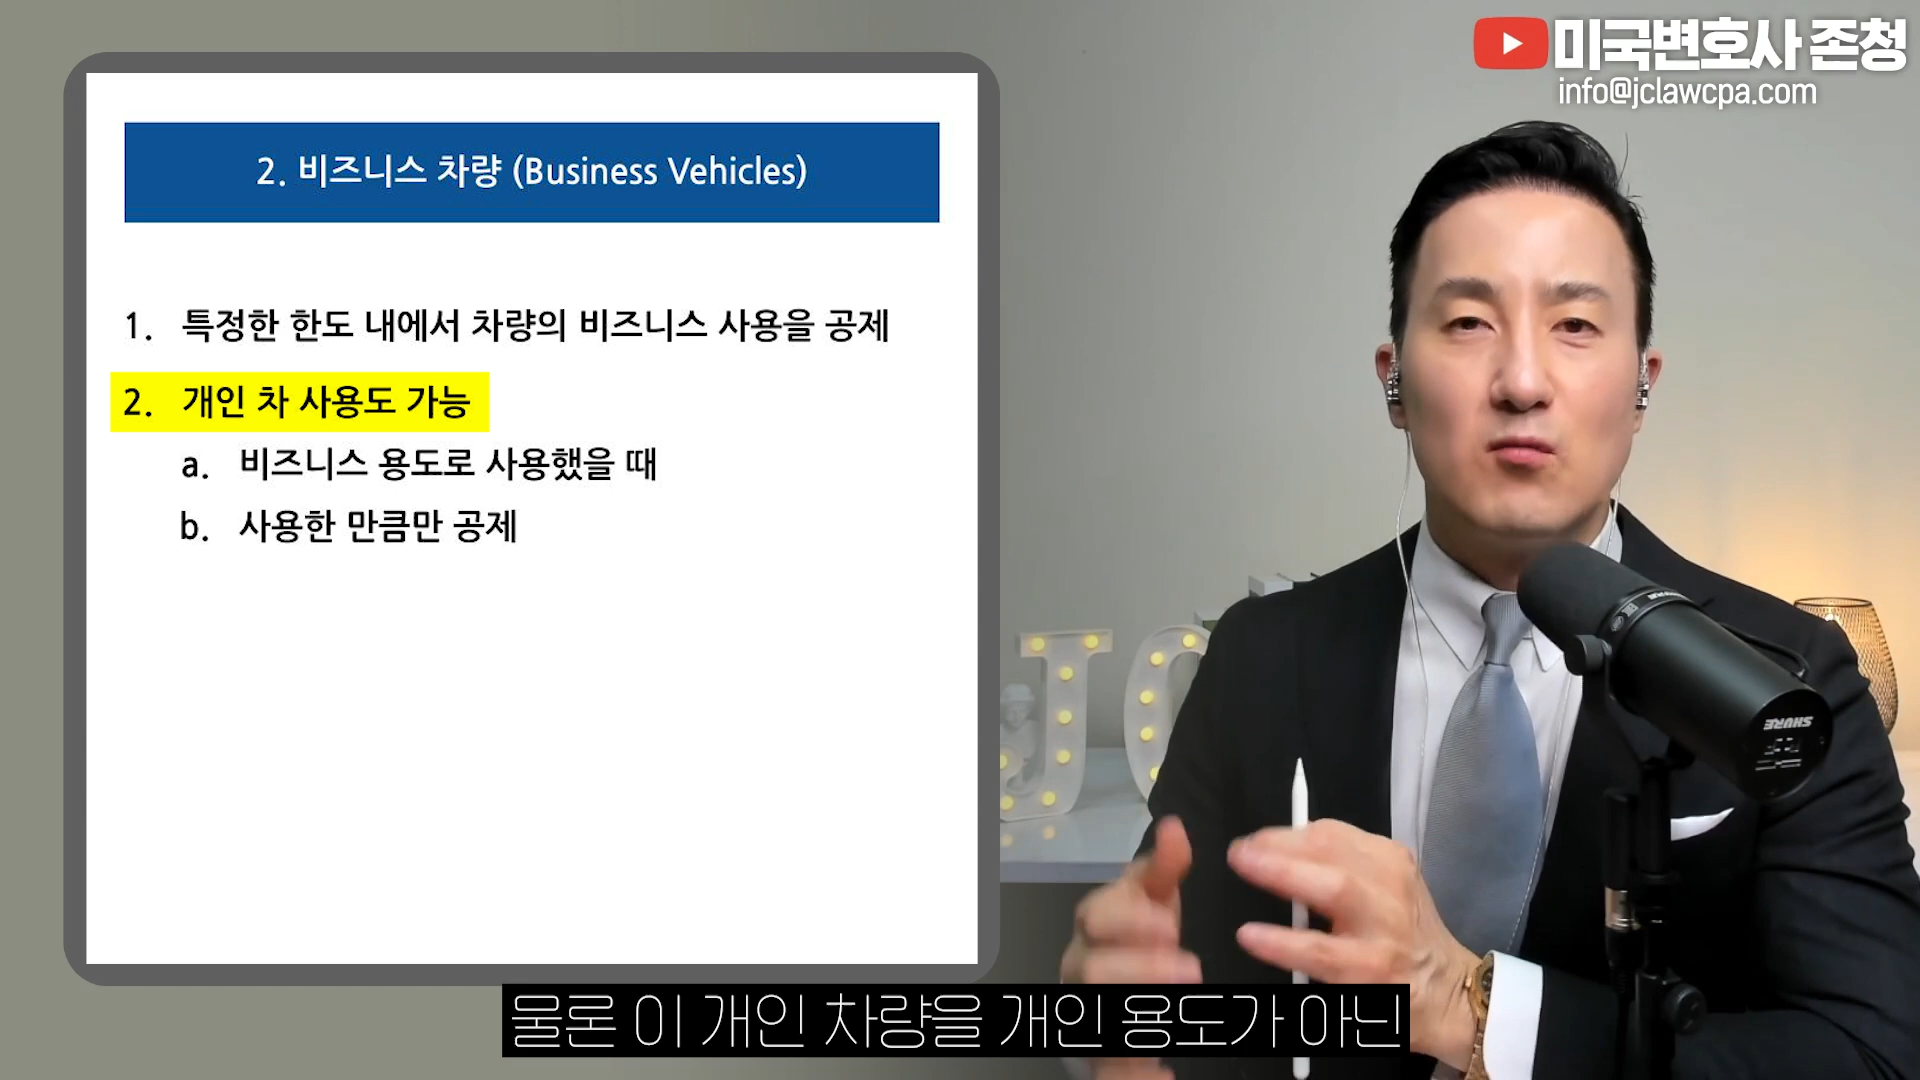 미국변호사 존청
info@jclawcpa.com
2. 비즈니스 차량 (Business Vehicles)
1. 특정한 한도 내에서 차량의 비즈니스 사용을 공제
2. 개인 차 사용도 가능
a. 비즈니스 용도로 사용했을 때
b. 사용한 만큼만 공제
JC
SHURE
물론 이 개인 차량을 개인 용도가 아닌